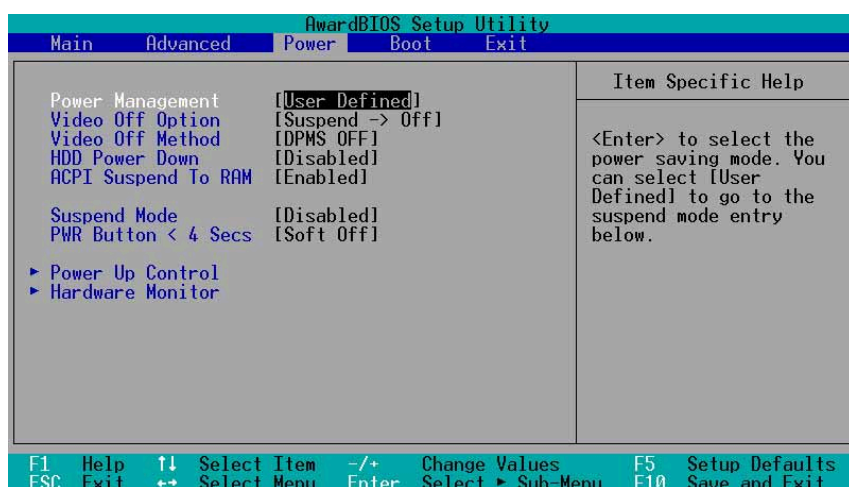 AwardBIOS Setup Utility
Main Advanced Power Boot Exit
Power Management [User Defined]
Video Off Option [Suspend -> Off]
Video Off Method [DPMS OFF]
HDD Power Down [Disabled]
ACPI Suspend To RAM [Enabled]
Suspend Mode [Disabled]
PWR Button < 4 Secs [Soft Off]
► Power Up Control
► Hardware Monitor
Item Specific Help
<Enter> to select the
power saving mode. You
can select [User
Defined] to go to the
suspend mode entry
below.
F1 Help ↑↓ Select Item -/+ Change Values F5 Setup Defaults
ESC Exit ←→ Select Menu Enter Select ► Sub-Menu F10 Save and Exit